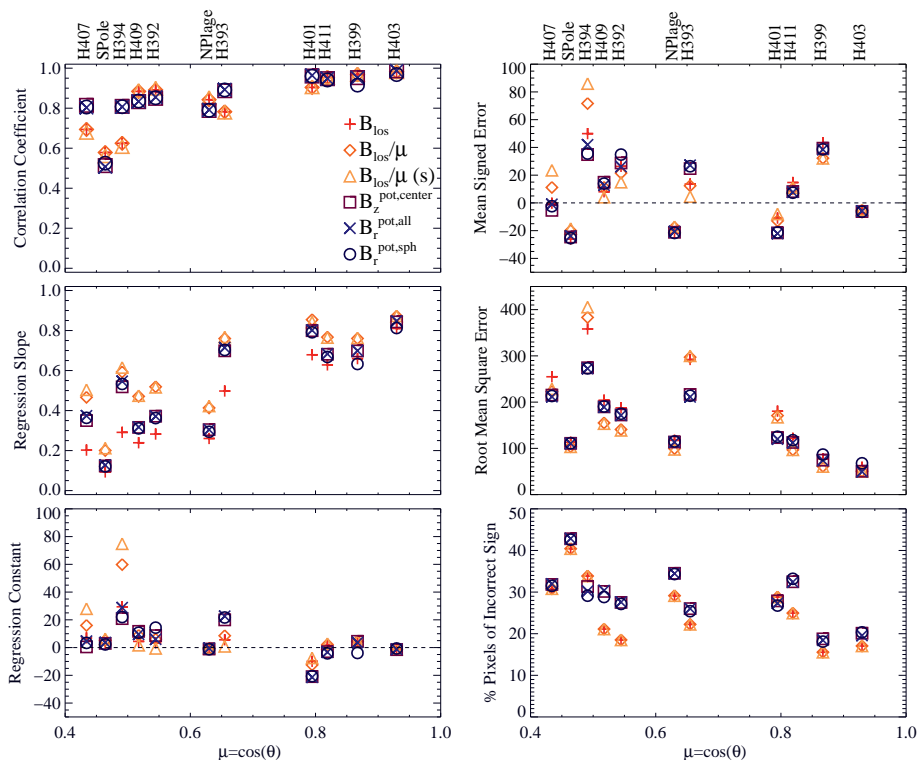 H407 SPole H394 H409 H392 NPlage H393 H401 H411 H399 H403
H407 SPole H394 H409 H392 NPlage H393 H401 H411 H399 H403
Correlation Coefficient
1.0
0.8
0.6
0.4
0.2
0.0
B_los
B_los/μ
B_los/μ (s)
B_z^pot,center
B_r^pot,all
B_r^pot,sph
Mean Signed Error
100
80
60
40
20
0
-20
-40
Regression Slope
1.0
0.8
0.6
0.4
0.2
0.0
Root Mean Square Error
400
300
200
100
0
Regression Constant
100
80
60
40
20
0
-20
-40
0.4 0.6 0.8 1.0
μ=cos(θ)
% Pixels of Incorrect Sign
50
40
30
20
10
0
0.4 0.6 0.8 1.0
μ=cos(θ)